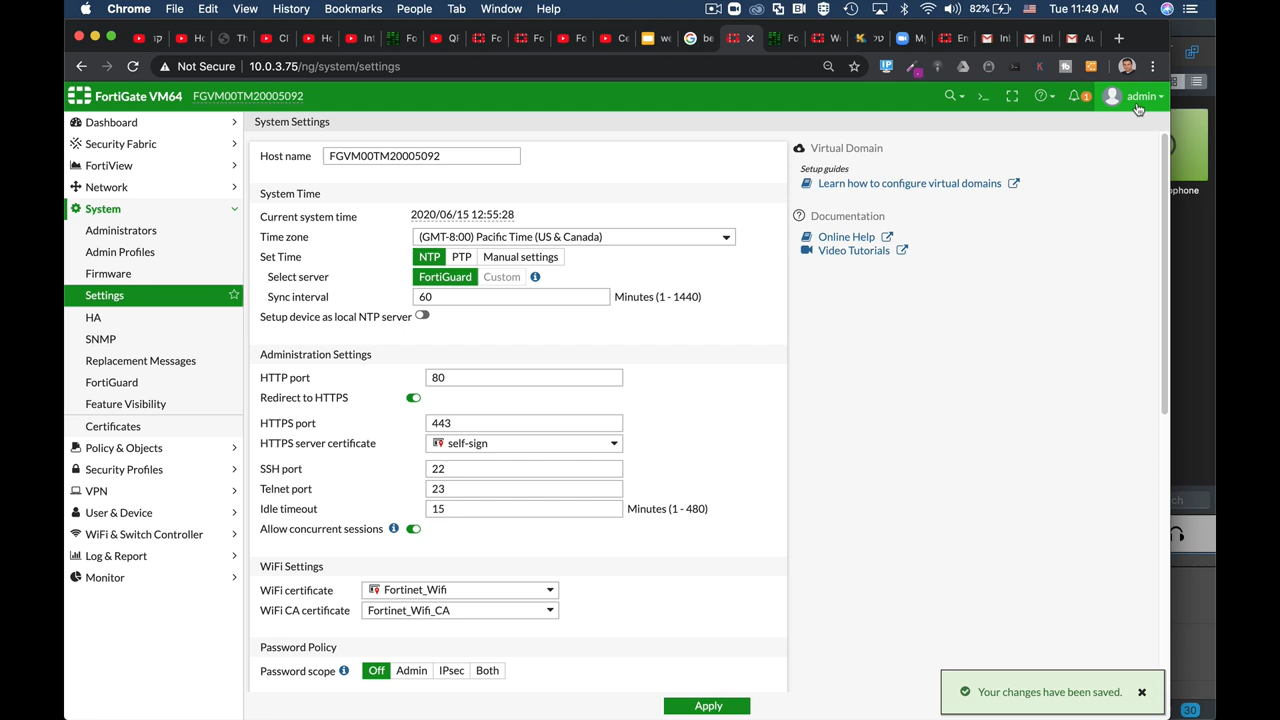 Chrome File Edit View History Bookmarks People Tab Window Help 82% Tue 11:49 AM
Not Secure 10.0.3.75/ng/system/settings
FortiGate VM64 FGVM00TM20005092 1 admin
Dashboard
Security Fabric
FortiView
Network
System
Administrators
Admin Profiles
Firmware
Settings
HA
SNMP
Replacement Messages
FortiGuard
Feature Visibility
Certificates
Policy & Objects
Security Profiles
VPN
User & Device
WiFi & Switch Controller
Log & Report
Monitor
System Settings
Host name FGVM00TM20005092
System Time
Current system time 2020/06/15 12:55:28
Time zone (GMT-8:00) Pacific Time (US & Canada)
Set Time NTP PTP Manual settings
Select server FortiGuard Custom
Sync interval 60 Minutes (1 - 1440)
Setup device as local NTP server
Administration Settings
HTTP port 80
Redirect to HTTPS
HTTPS port 443
HTTPS server certificate self-sign
SSH port 22
Telnet port 23
Idle timeout 15 Minutes (1 - 480)
Allow concurrent sessions
WiFi Settings
WiFi certificate Fortinet_Wifi
WiFi CA certificate Fortinet_Wifi_CA
Password Policy
Password scope Off Admin IPsec Both
Apply
Virtual Domain
Setup guides
Learn how to configure virtual domains
Documentation
Online Help
Video Tutorials
Your changes have been saved.
30